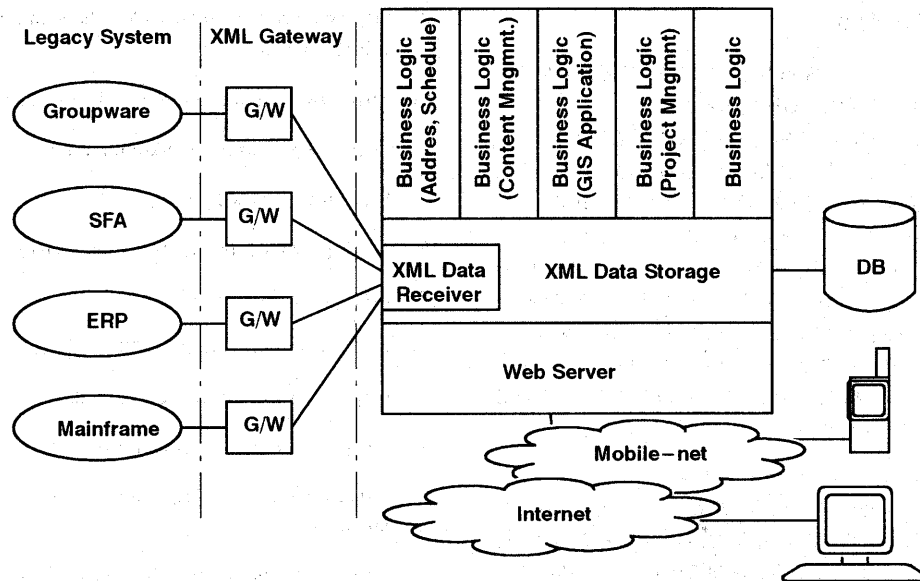 Legacy System
XML Gateway
Groupware
G/W
SFA
G/W
ERP
G/W
Mainframe
G/W
Business Logic
(Addres, Schedule)
Business Logic
(Content Mngmnt.)
Business Logic
(GIS Application)
Business Logic
(Project Mngmnt)
Business Logic
XML Data
Receiver
XML Data Storage
DB
Web Server
Mobile-net
Internet